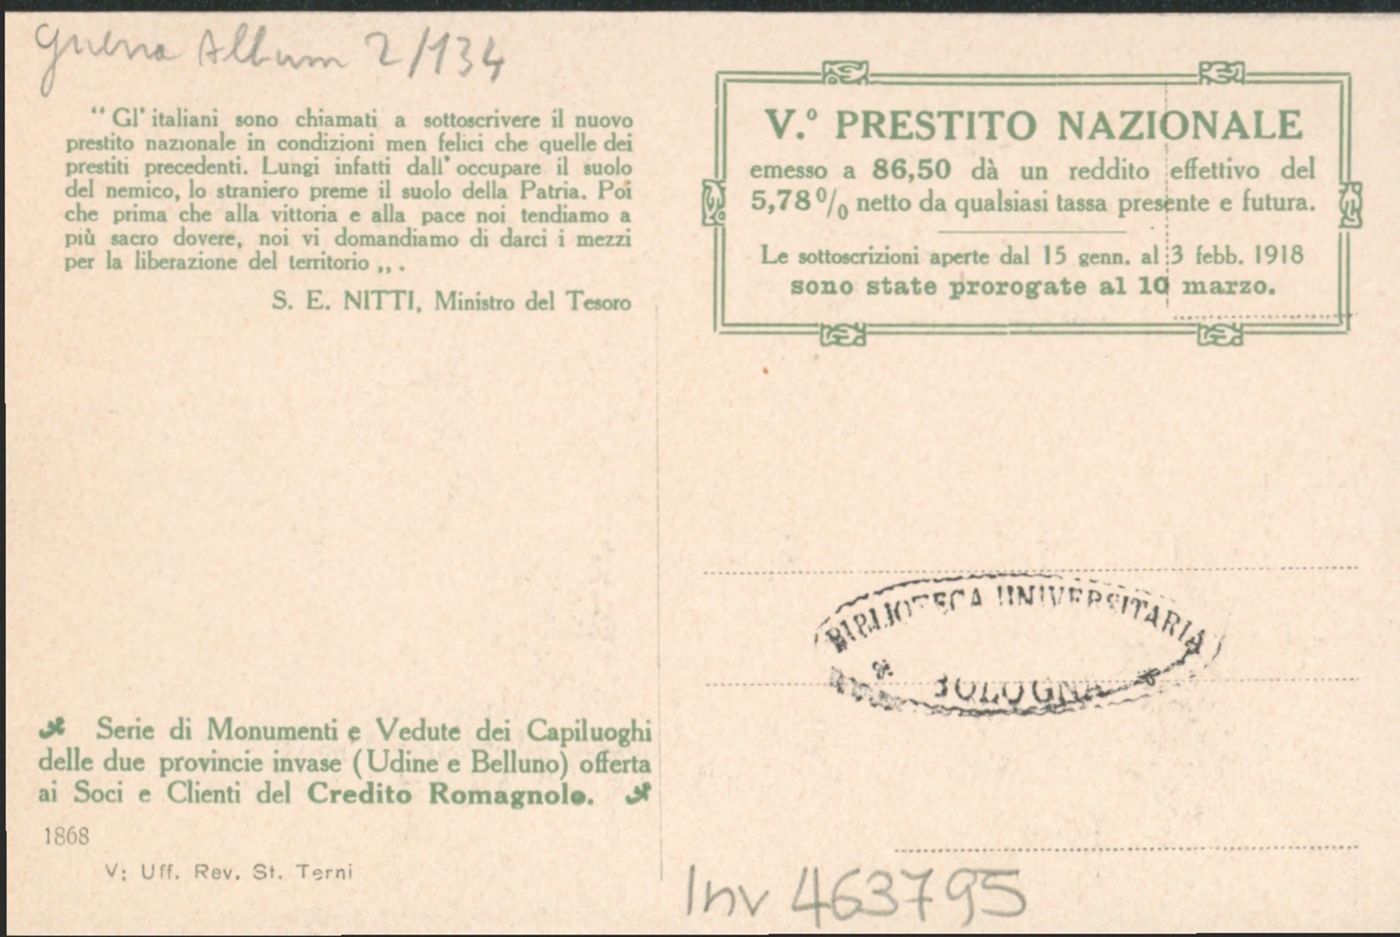 Guerra Album 2/134
“ Gl' italiani sono chiamati a sottoscrivere il nuovo
prestito nazionale in condizioni men felici che quelle dei
prestiti precedenti. Lungi infatti dall' occupare il suolo
del nemico, lo straniero preme il suolo della Patria. Poi
che prima che alla vittoria e alla pace noi tendiamo a
più sacro dovere, noi vi domandiamo di darci i mezzi
per la liberazione del territorio „ .
S. E. NITTI, Ministro del Tesoro
V.° PRESTITO NAZIONALE
emesso a 86,50 dà un reddito effettivo del
5,78 % netto da qualsiasi tassa presente e futura.
Le sottoscrizioni aperte dal 15 genn. al 3 febb. 1918
sono state prorogate al 10 marzo.
BIBLIOTECA UNIVERSITARIA
BOLOGNA
Serie di Monumenti e Vedute dei Capiluoghi
delle due provincie invase (Udine e Belluno) offerta
ai Soci e Clienti del Credito Romagnolo.
1868
V: Uff. Rev. St. Terni
Inv 463795